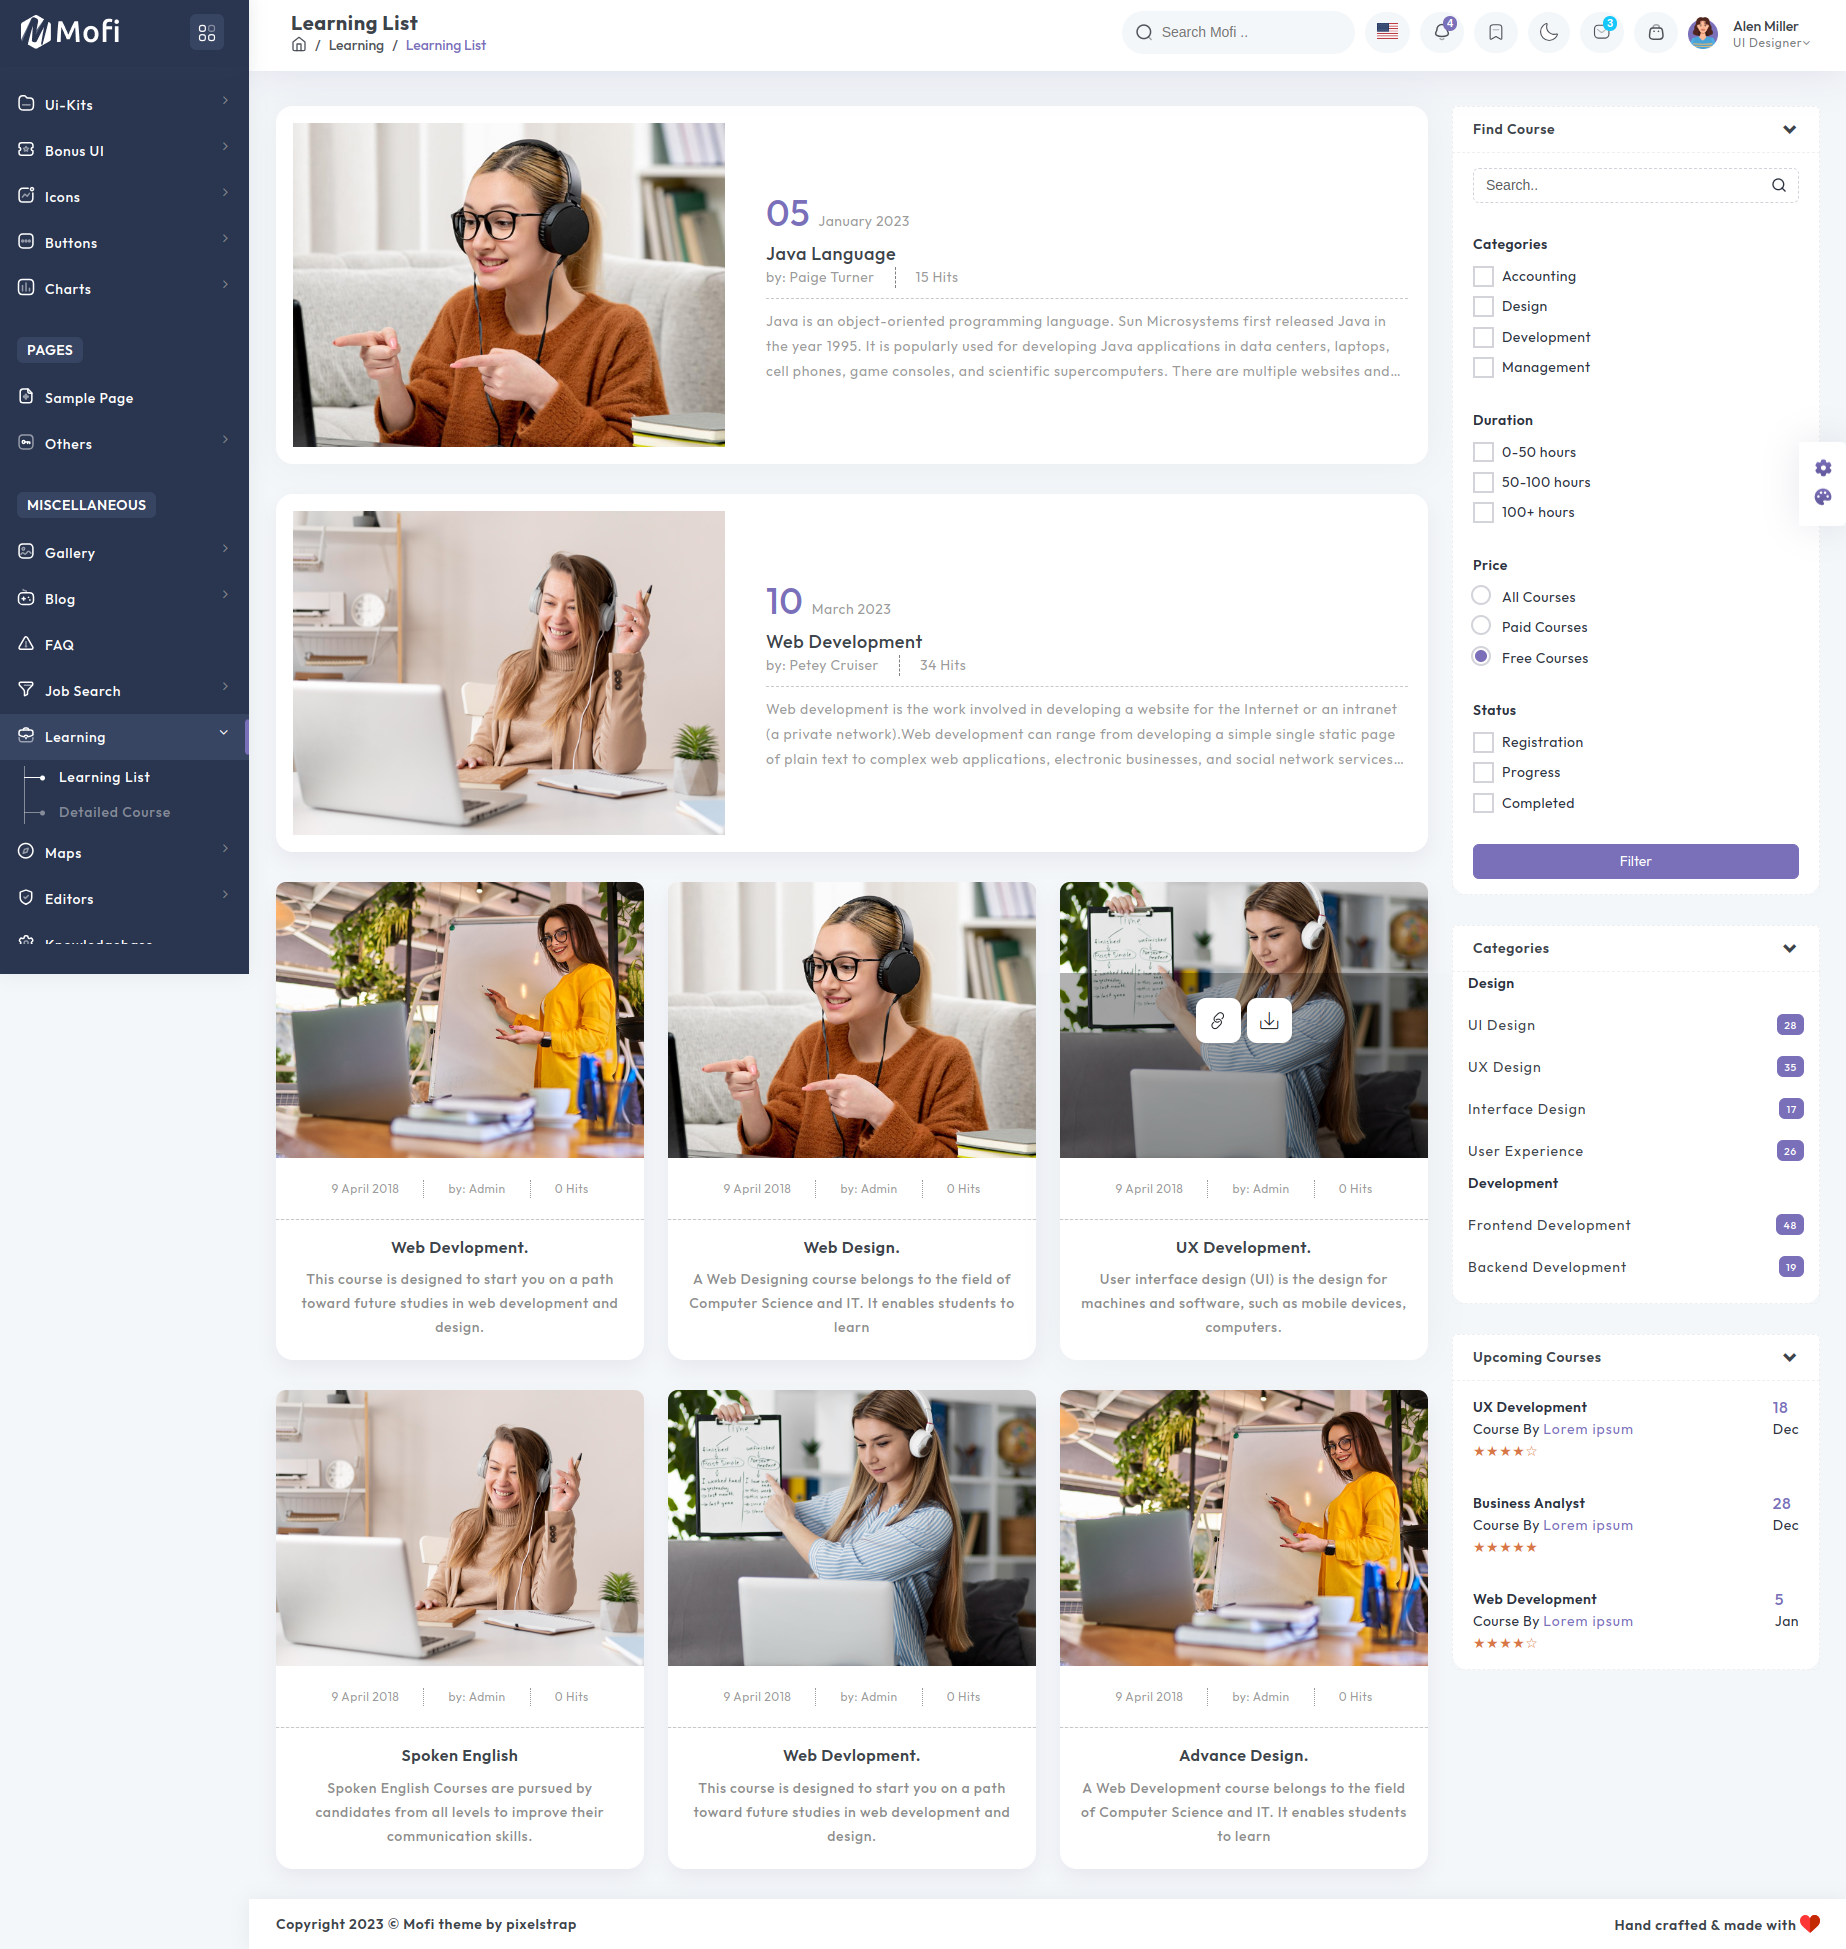 Mofi
Learning List
/ Learning / Learning List
Search Mofi ..
4
3
Alen Miller
UI Designer
Ui-Kits
Bonus UI
Icons
Buttons
Charts
PAGES
Sample Page
Others
MISCELLANEOUS
Gallery
Blog
FAQ
Job Search
Learning
Learning List
Detailed Course
Maps
Editors
05 January 2023
Java Language
by: Paige Turner 15 Hits
Java is an object-oriented programming language. Sun Microsystems first released Java in
the year 1995. It is popularly used for developing Java applications in data centers, laptops,
cell phones, game consoles, and scientific supercomputers. There are multiple websites and...
10 March 2023
Web Development
by: Petey Cruiser 34 Hits
Web development is the work involved in developing a website for the Internet or an intranet
(a private network).Web development can range from developing a simple single static page
of plain text to complex web applications, electronic businesses, and social network services...
9 April 2018 by: Admin 0 Hits
Web Devlopment.
This course is designed to start you on a path
toward future studies in web development and
design.
9 April 2018 by: Admin 0 Hits
Web Design.
A Web Designing course belongs to the field of
Computer Science and IT. It enables students to
learn
9 April 2018 by: Admin 0 Hits
UX Development.
User interface design (UI) is the design for
machines and software, such as mobile devices,
computers.
9 April 2018 by: Admin 0 Hits
Spoken English
Spoken English Courses are pursued by
candidates from all levels to improve their
communication skills.
9 April 2018 by: Admin 0 Hits
Web Devlopment.
This course is designed to start you on a path
toward future studies in web development and
design.
9 April 2018 by: Admin 0 Hits
Advance Design.
A Web Development course belongs to the field
of Computer Science and IT. It enables students
to learn
Find Course
Search..
Categories
Accounting
Design
Development
Management
Duration
0-50 hours
50-100 hours
100+ hours
Price
All Courses
Paid Courses
Free Courses
Status
Registration
Progress
Completed
Filter
Categories
Design
UI Design 28
UX Design 35
Interface Design 17
User Experience 26
Development
Frontend Development 48
Backend Development 19
Upcoming Courses
UX Development 18
Course By Lorem ipsum Dec
Business Analyst 28
Course By Lorem ipsum Dec
Web Development 5
Course By Lorem ipsum Jan
Copyright 2023 © Mofi theme by pixelstrap
Hand crafted & made with